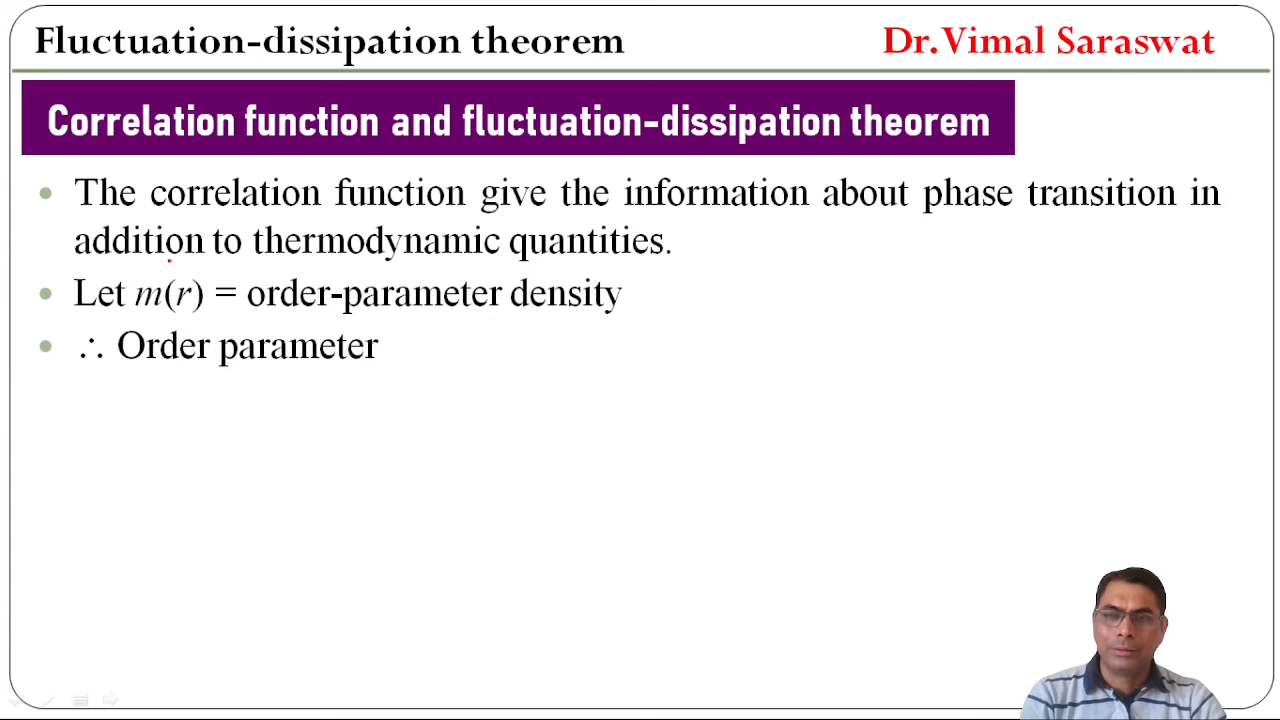 Fluctuation-dissipation theorem
Dr. Vimal Saraswat
Correlation function and fluctuation-dissipation theorem
• The correlation function give the information about phase transition in
addition to thermodynamic quantities.
• Let m(r) = order-parameter density
• ∴ Order parameter